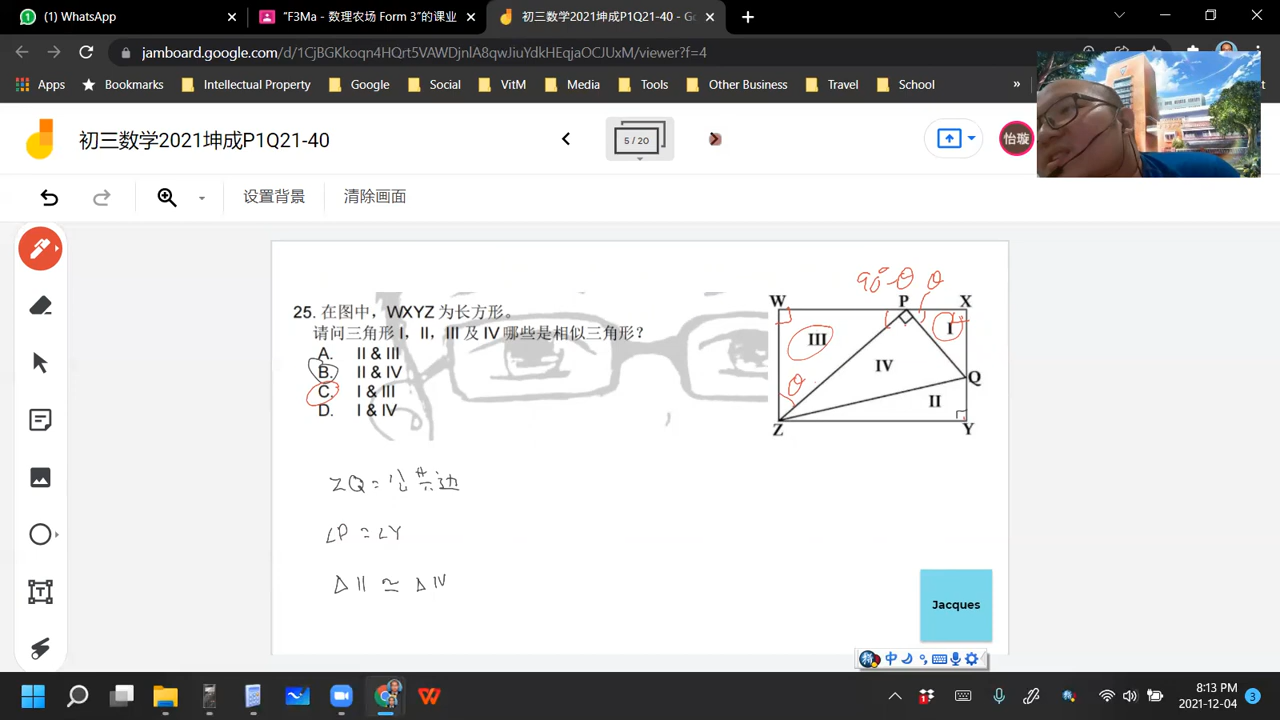 (1) WhatsApp
"F3Ma - 数理农场 Form 3"的课业
初三数学2021坤成P1Q21-40 - Go
jamboard.google.com/d/1CjBGKkoqn4HQrt5VAWDjnlA8qwJiuYdkHEqjaOCJUxM/viewer?f=4
Apps Bookmarks Intellectual Property Google Social VitM Media Tools Other Business Travel School »
初三数学2021坤成P1Q21-40
5 / 20
怡璇
设置背景
清除画面
25. 在图中，WXYZ 为长方形。
请问三角形 I，II，III 及 IV 哪些是相似三角形？
A. II & III
B. II & IV
C. I & III
D. I & IV
90°-θ θ
W P X
III I
IV
θ
Q
II
Z Y
ZQ = 公共边
∠P = ∠Y
△II ≅ △IV
Jacques
中
8:13 PM
2021-12-04
3